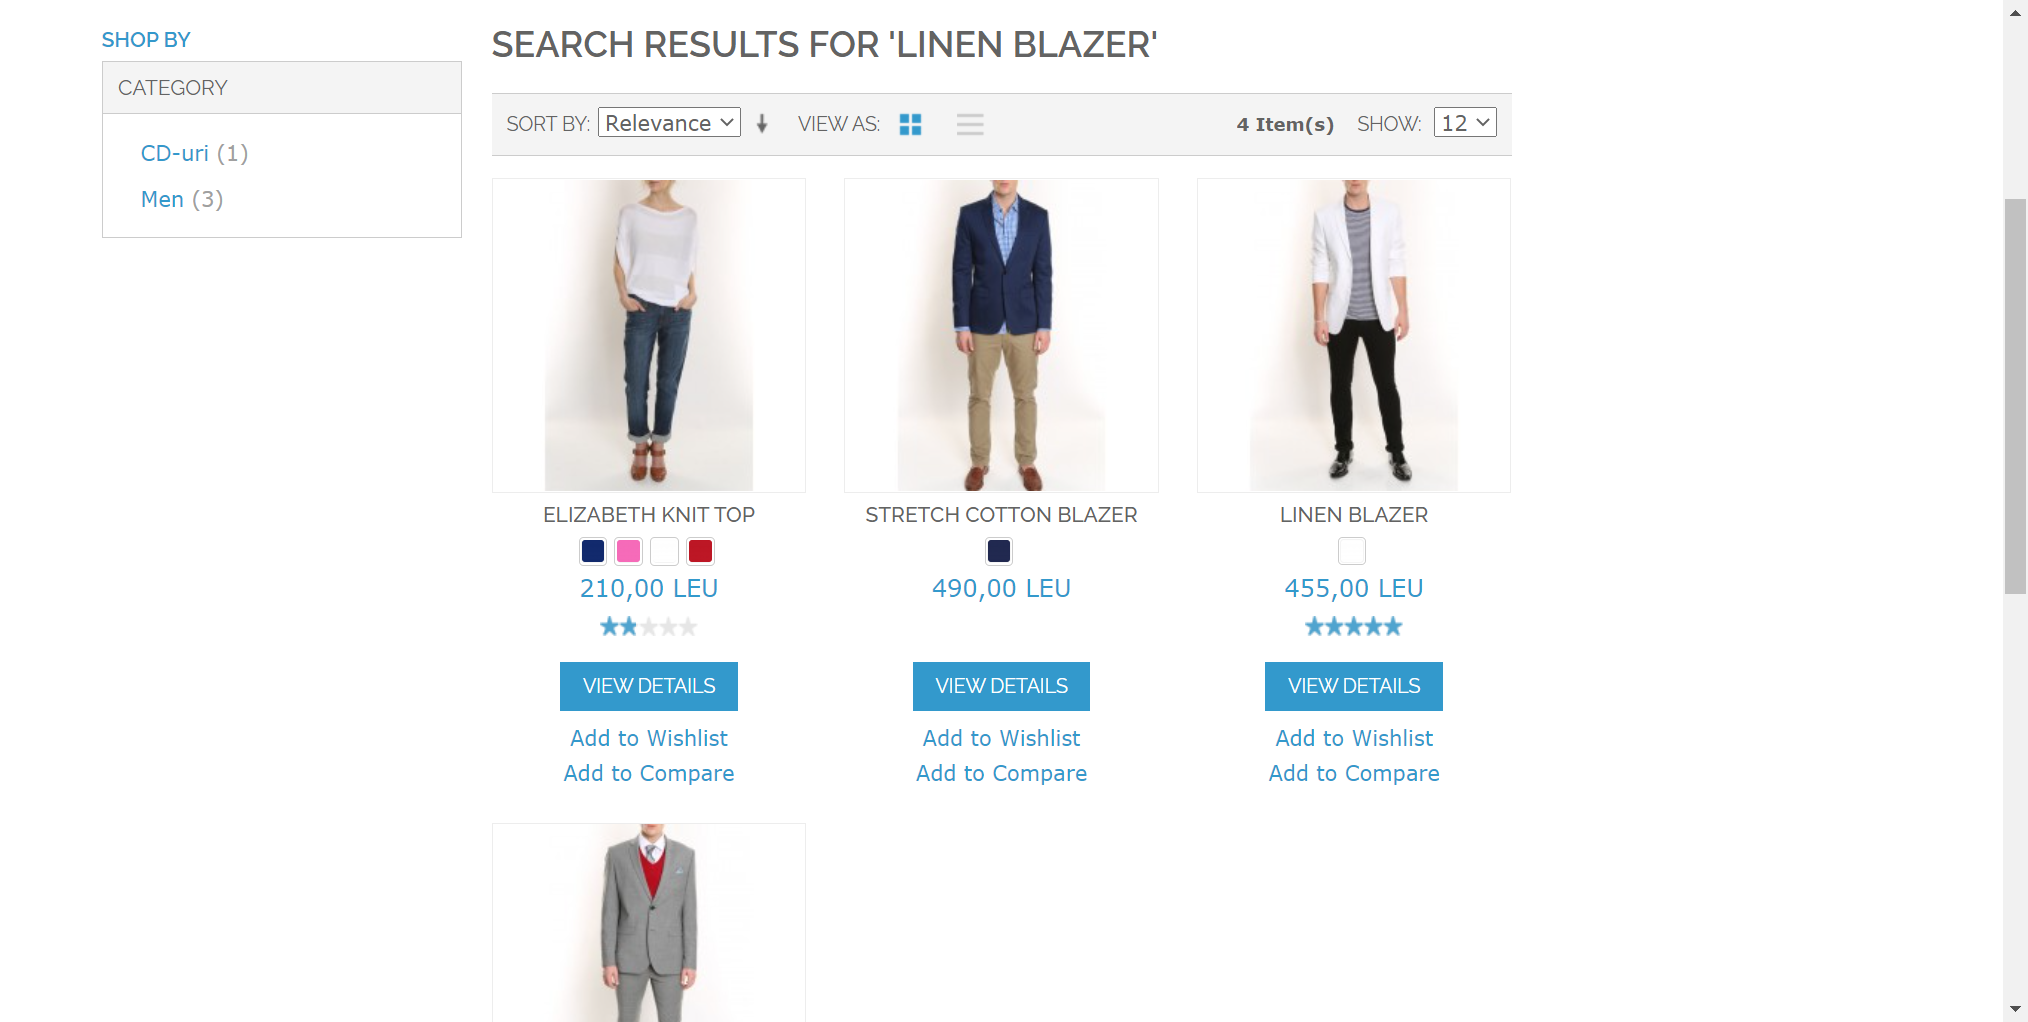 SHOP BY
CATEGORY
CD-uri (1)
Men (3)
SEARCH RESULTS FOR 'LINEN BLAZER'
SORT BY: Relevance VIEW AS: 4 Item(s) SHOW: 12
ELIZABETH KNIT TOP
210,00 LEU
VIEW DETAILS
Add to Wishlist
Add to Compare
STRETCH COTTON BLAZER
490,00 LEU
VIEW DETAILS
Add to Wishlist
Add to Compare
LINEN BLAZER
455,00 LEU
VIEW DETAILS
Add to Wishlist
Add to Compare